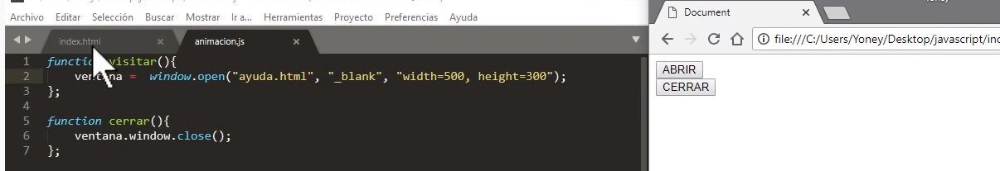 Archivo Editar Selección Buscar Mostrar Ir a... Herramientas Proyecto Preferencias Ayuda
index.html × animacion.js ×
1 function visitar(){
2 ventana = window.open("ayuda.html", "_blank", "width=500, height=300");
3 };
4
5 function cerrar(){
6 ventana.window.close();
7 };
Document ×
file:///C:/Users/Yoney/Desktop/javascript/ind
ABRIR
CERRAR